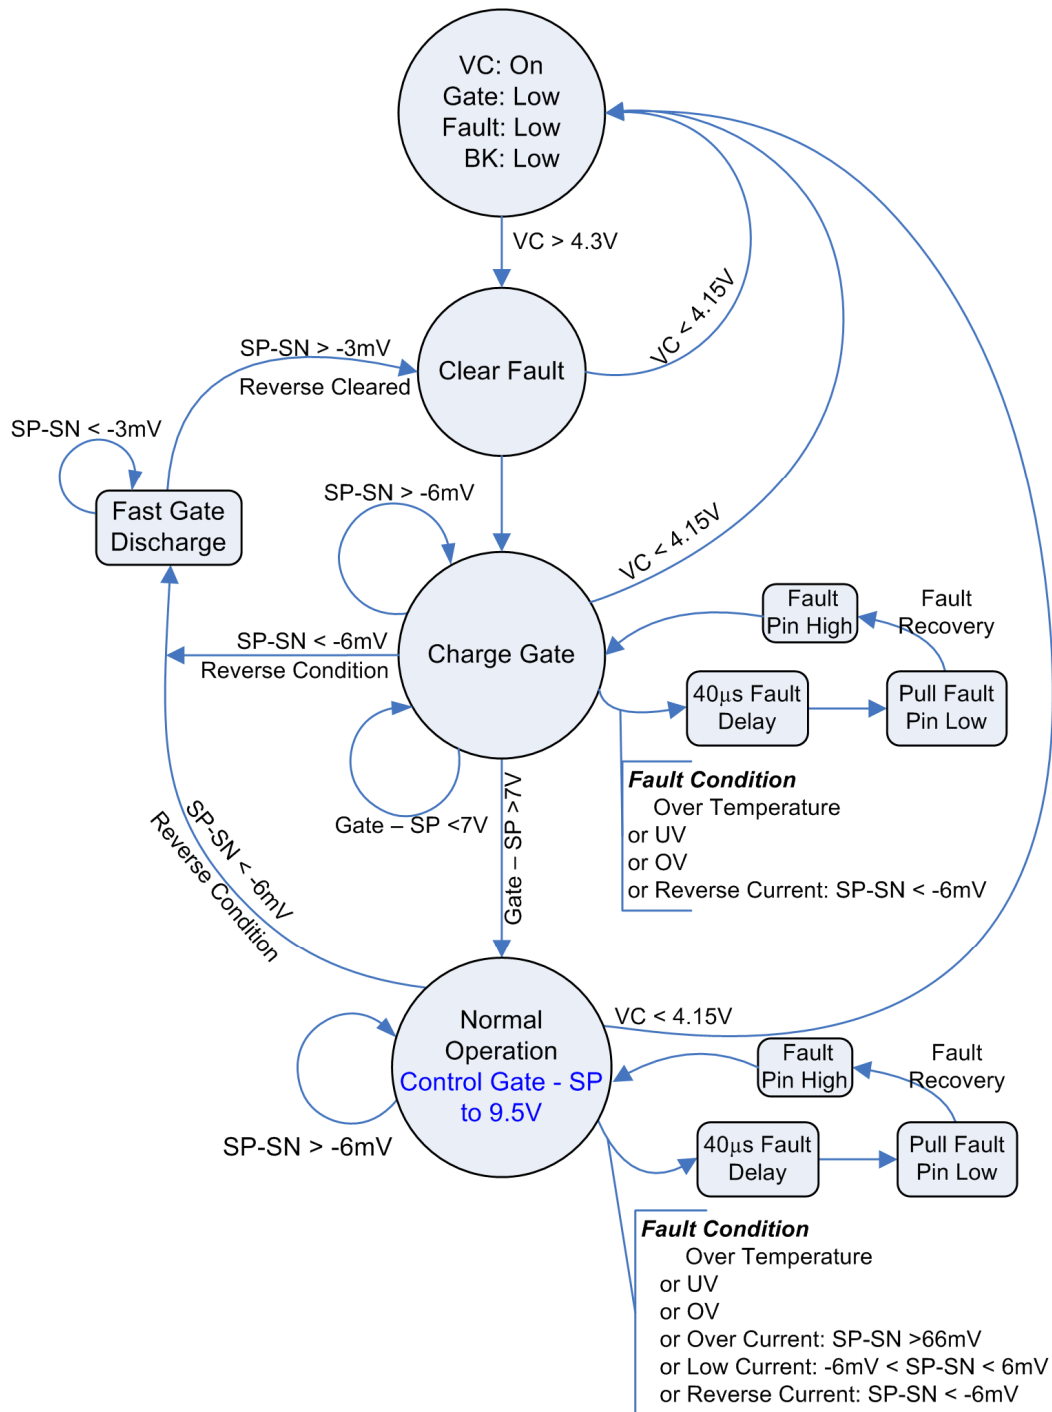 VC: On
Gate: Low
Fault: Low
BK: Low
VC > 4.3V
VC < 4.15V
SP-SN > -3mV
Reverse Cleared
Clear Fault
SP-SN < -3mV
Fast Gate
Discharge
SP-SN > -6mV
VC < 4.15V
SP-SN < -6mV
Reverse Condition
Charge Gate
Fault
Pin High
Fault
Recovery
40μs Fault
Delay
Pull Fault
Pin Low
Gate – SP <7V
Gate – SP >7V
Fault Condition
Over Temperature
or UV
or OV
or Reverse Current: SP-SN < -6mV
SP-SN < -6mV
Reverse Condition
Normal
Operation
Control Gate - SP
to 9.5V
VC < 4.15V
SP-SN > -6mV
Fault
Pin High
Fault
Recovery
40μs Fault
Delay
Pull Fault
Pin Low
Fault Condition
Over Temperature
or UV
or OV
or Over Current: SP-SN >66mV
or Low Current: -6mV < SP-SN < 6mV
or Reverse Current: SP-SN < -6mV